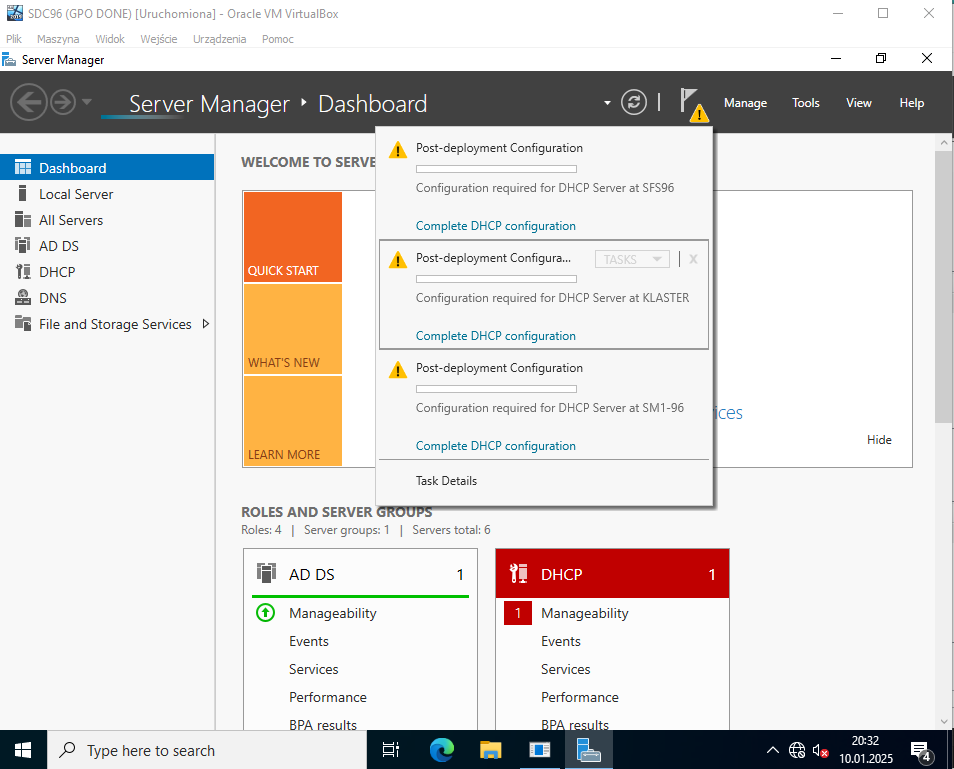 SDC96 (GPO DONE) [Uruchomiona] - Oracle VM VirtualBox
Plik Maszyna Widok Wejście Urządzenia Pomoc
Server Manager
Server Manager Dashboard
Manage Tools View Help
Dashboard
Local Server
All Servers
AD DS
DHCP
DNS
File and Storage Services
WELCOME TO SERVE
QUICK START
WHAT'S NEW
LEARN MORE
Post-deployment Configuration
Configuration required for DHCP Server at SFS96
Complete DHCP configuration
Post-deployment Configura... TASKS X
Configuration required for DHCP Server at KLASTER
Complete DHCP configuration
Post-deployment Configuration
Configuration required for DHCP Server at SM1-96
Complete DHCP configuration
Task Details
ices
Hide
ROLES AND SERVER GROUPS
Roles: 4 | Server groups: 1 | Servers total: 6
AD DS 1
Manageability
Events
Services
Performance
BPA results
DHCP 1
1 Manageability
Events
Services
Performance
BPA results
Type here to search
20:32
10.01.2025
4